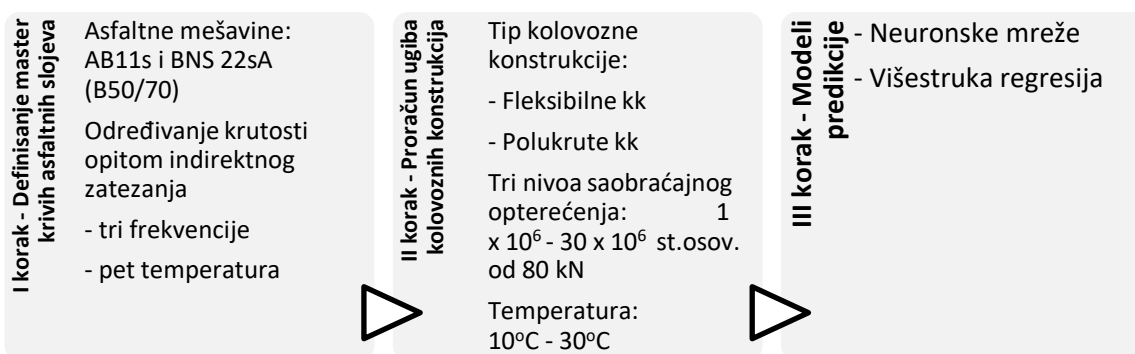 I korak - Definisanje master
krivih asfaltnih slojeva
Asfaltne mešavine:
AB11s i BNS 22sA
(B50/70)
Određivanje krutosti
opitom indirektnog
zatezanja
- tri frekvencije
- pet temperatura
II korak - Proračun ugiba
kolovoznih konstrukcija
Tip kolovozne
konstrukcije:
- Fleksibilne kk
- Polukrute kk
Tri nivoa saobraćajnog
opterećenja: 1
x 10⁶ - 30 x 10⁶ st.osov.
od 80 kN
Temperatura:
10ᵒC - 30ᵒC
III korak - Modeli
predikcije
- Neuronske mreže
- Višestruka regresija